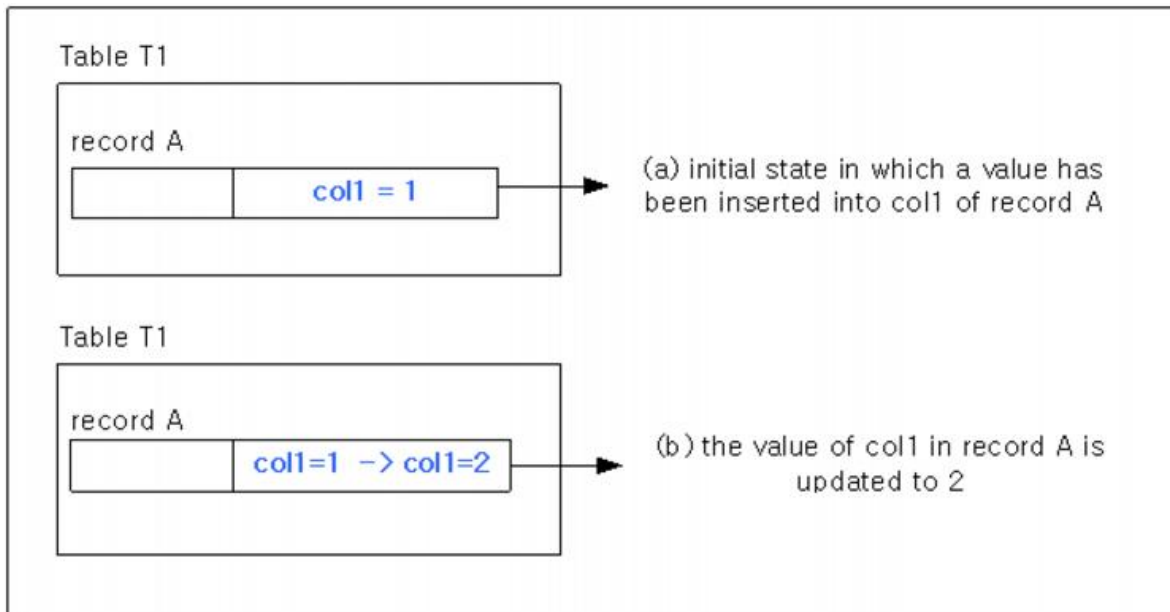 Table T1
record A
col1 = 1
(a) initial state in which a value has
been inserted into col1 of record A
Table T1
record A
col1=1 -> col1=2
(b) the value of col1 in record A is
updated to 2